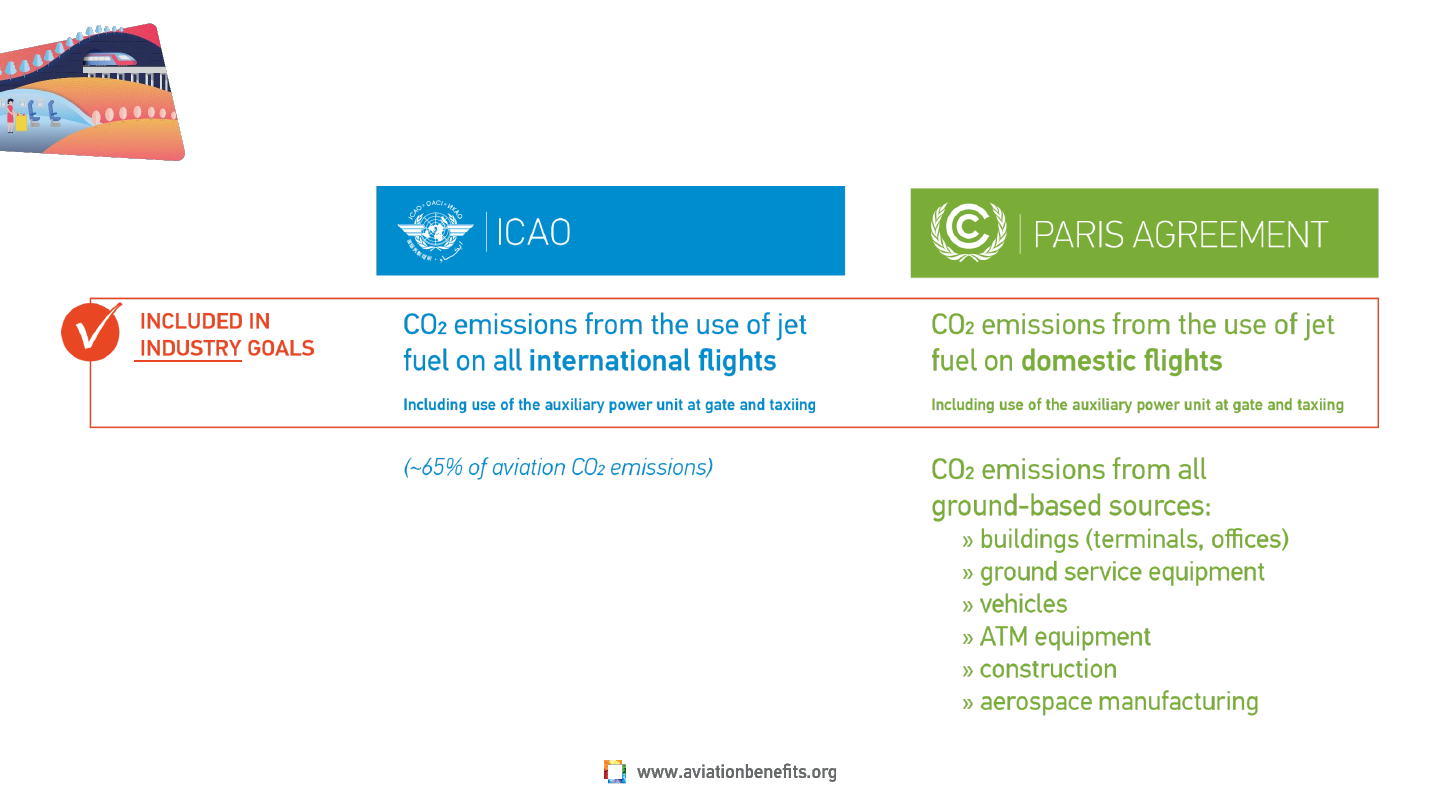 ICAO · OACI · ИКАО
ICAO
PARIS AGREEMENT
INCLUDED IN
INDUSTRY GOALS
CO₂ emissions from the use of jet
fuel on all international flights
Including use of the auxiliary power unit at gate and taxiing
(~65% of aviation CO₂ emissions)
CO₂ emissions from the use of jet
fuel on domestic flights
Including use of the auxiliary power unit at gate and taxiing
CO₂ emissions from all
ground-based sources:
» buildings (terminals, offices)
» ground service equipment
» vehicles
» ATM equipment
» construction
» aerospace manufacturing
www.aviationbenefits.org